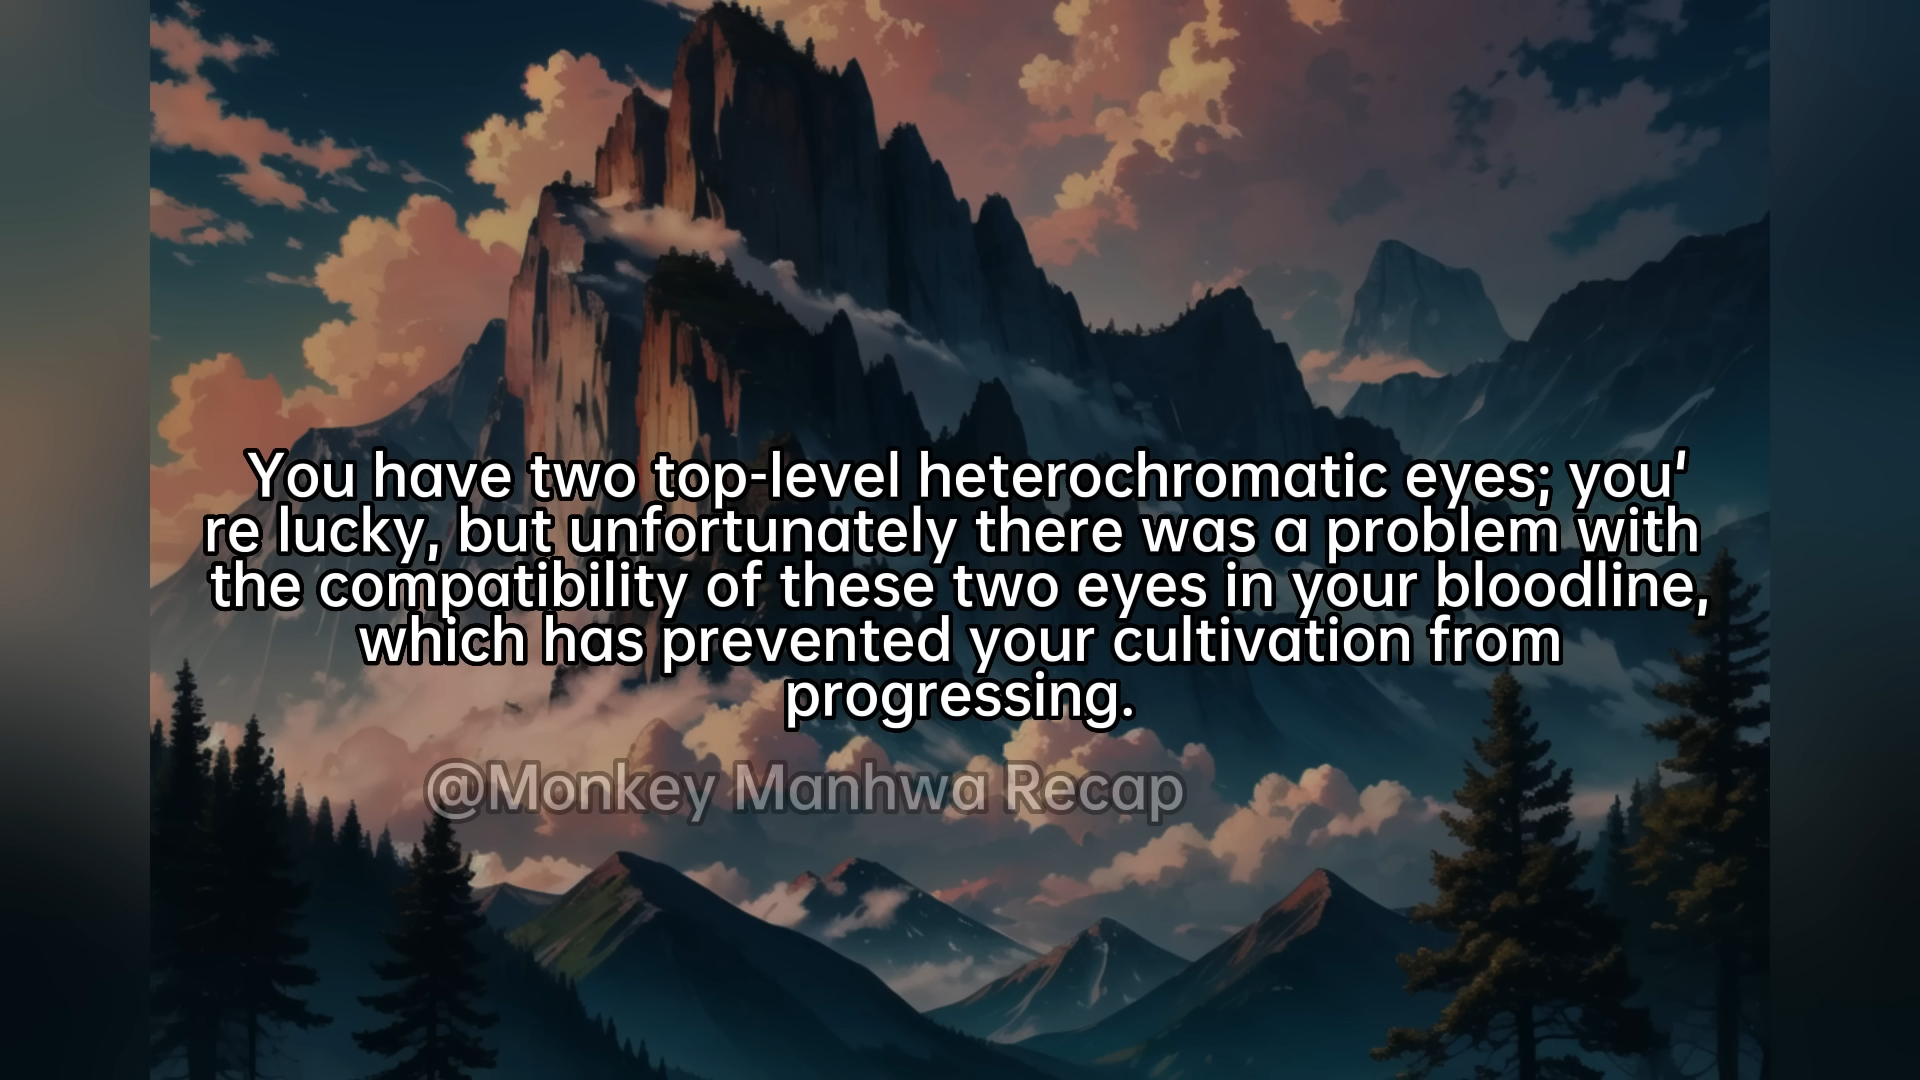 You have two top-level heterochromatic eyes; you'
re lucky, but unfortunately there was a problem with
the compatibility of these two eyes in your bloodline,
which has prevented your cultivation from
progressing.
@Monkey Manhwa Recap